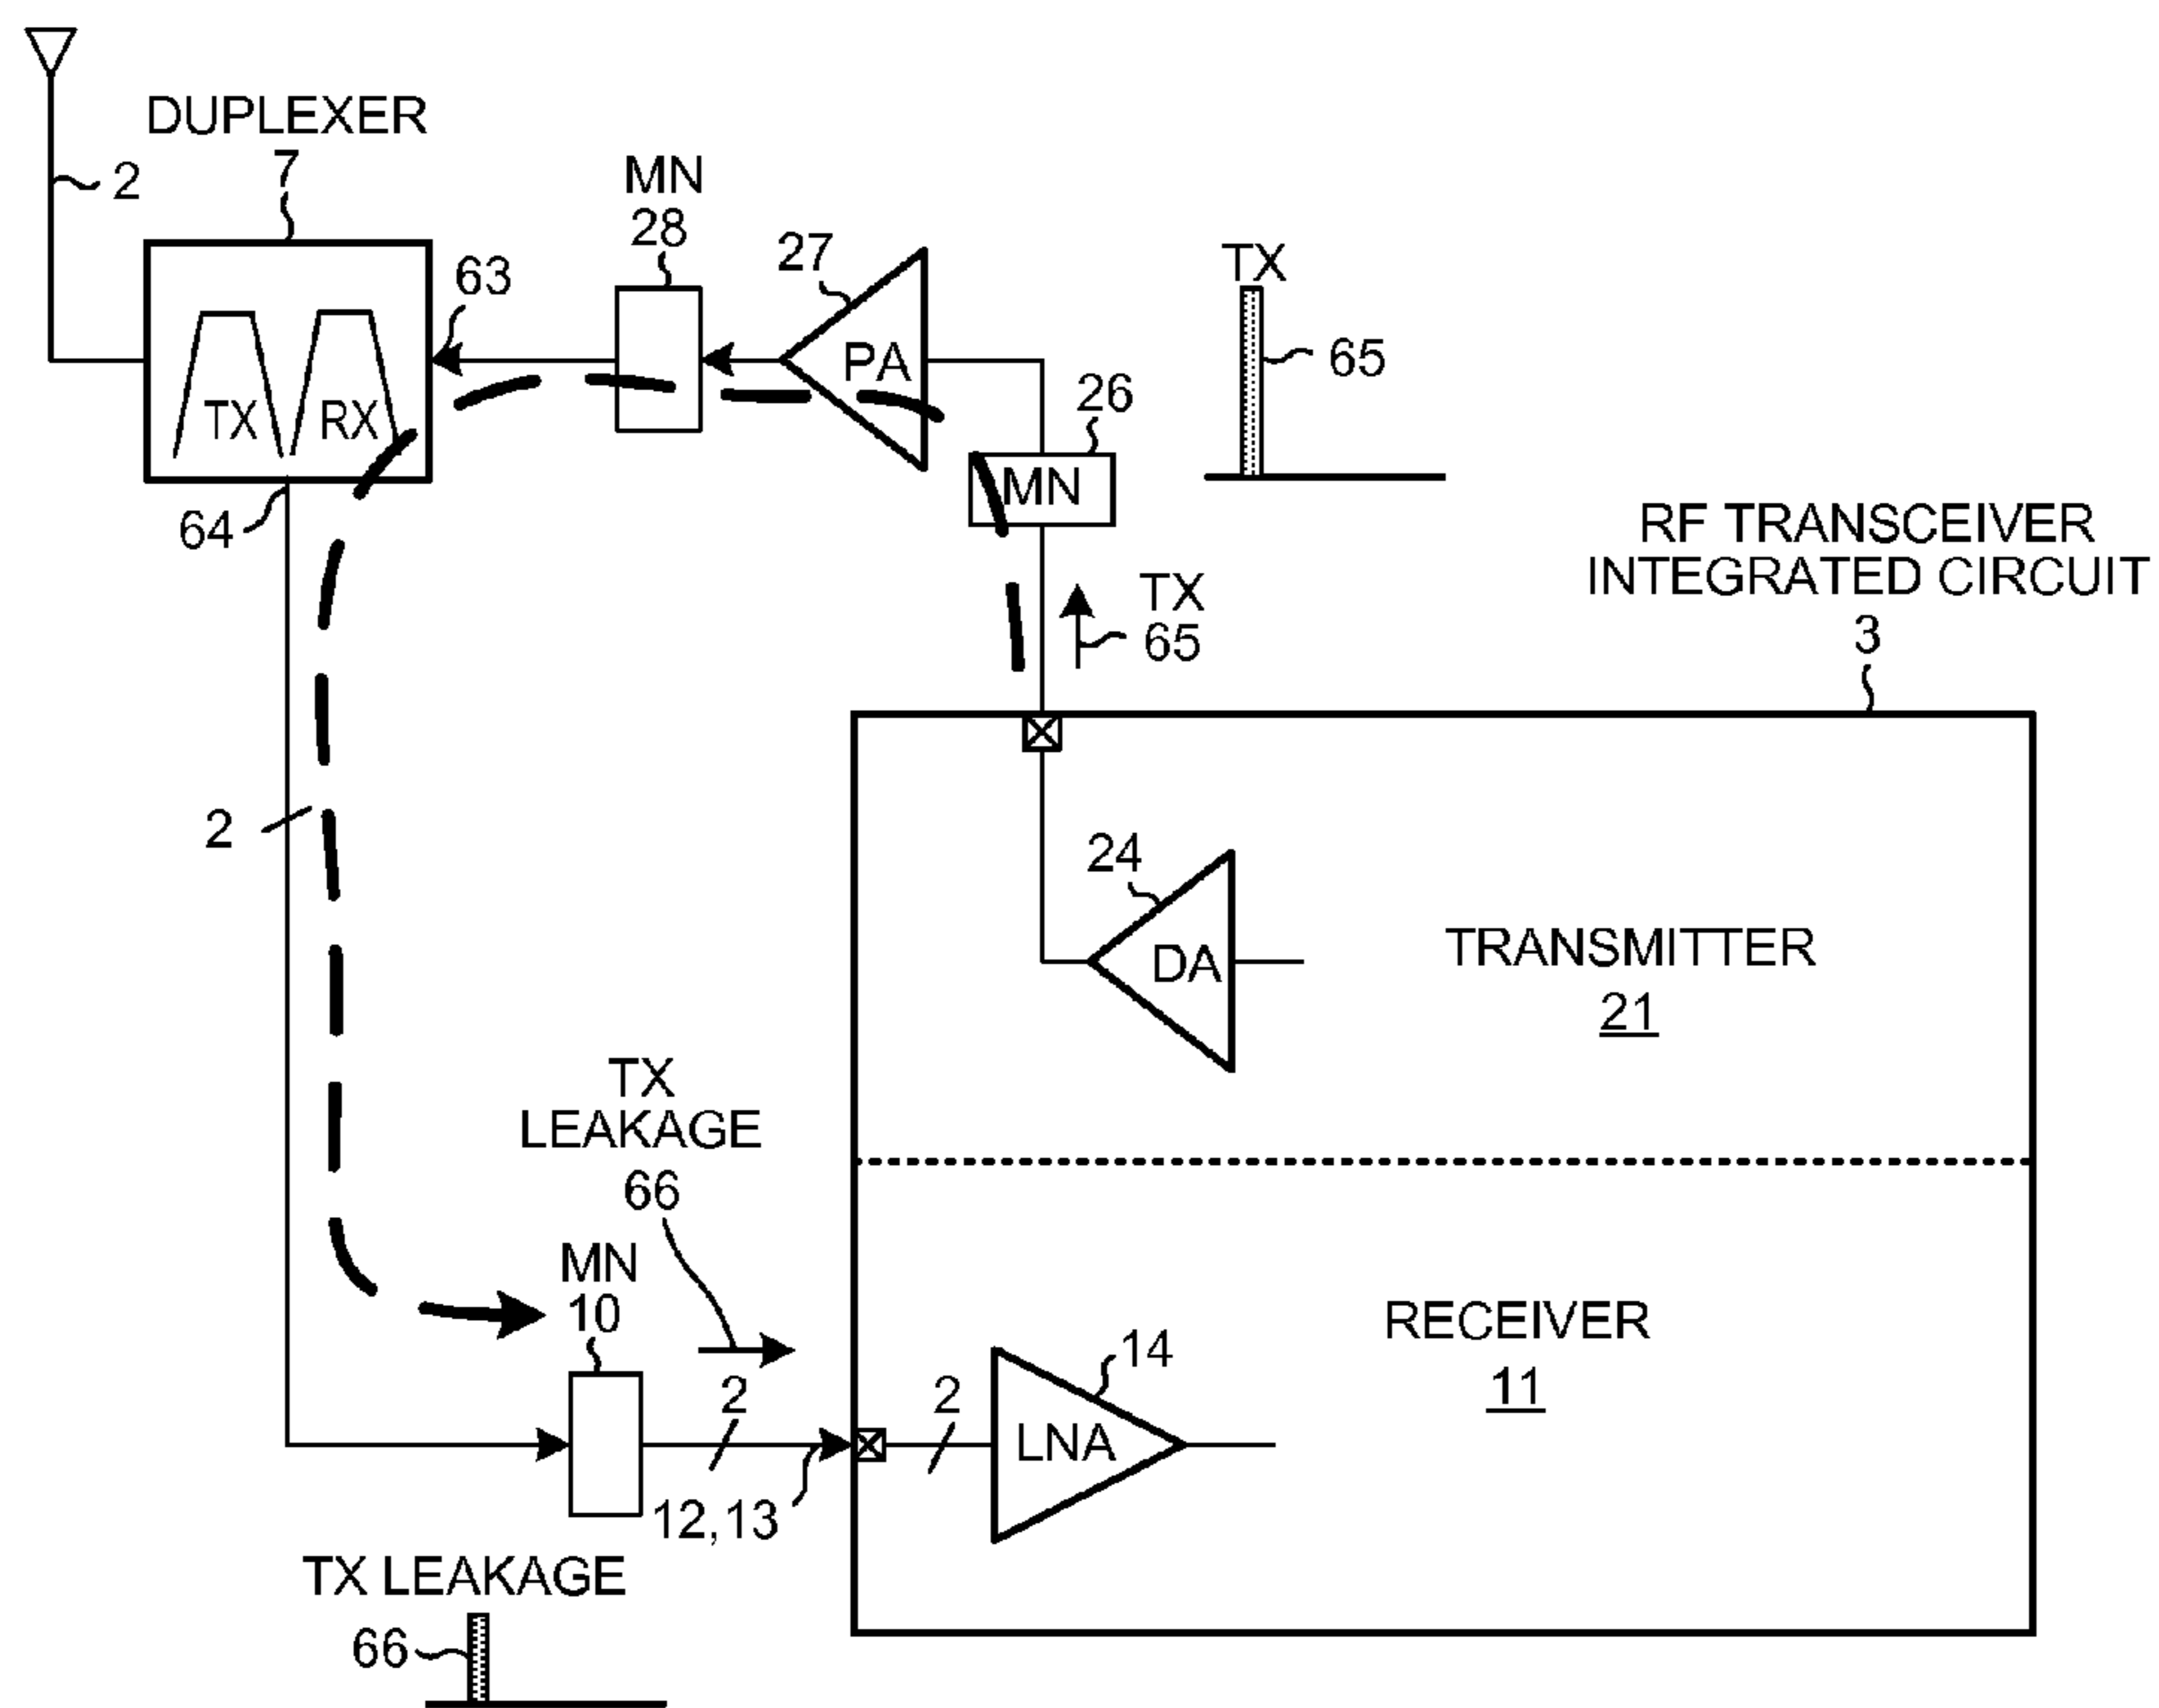 DUPLEXER
7
2
MN
28
63
27
PA
TX
65
26
MN
TX
RX
64
TX
65
RF TRANSCEIVER
INTEGRATED CIRCUIT
3
2
24
DA
TRANSMITTER
21
TX
LEAKAGE
66
MN
10
RECEIVER
11
14
LNA
2
2
12,13
TX LEAKAGE
66